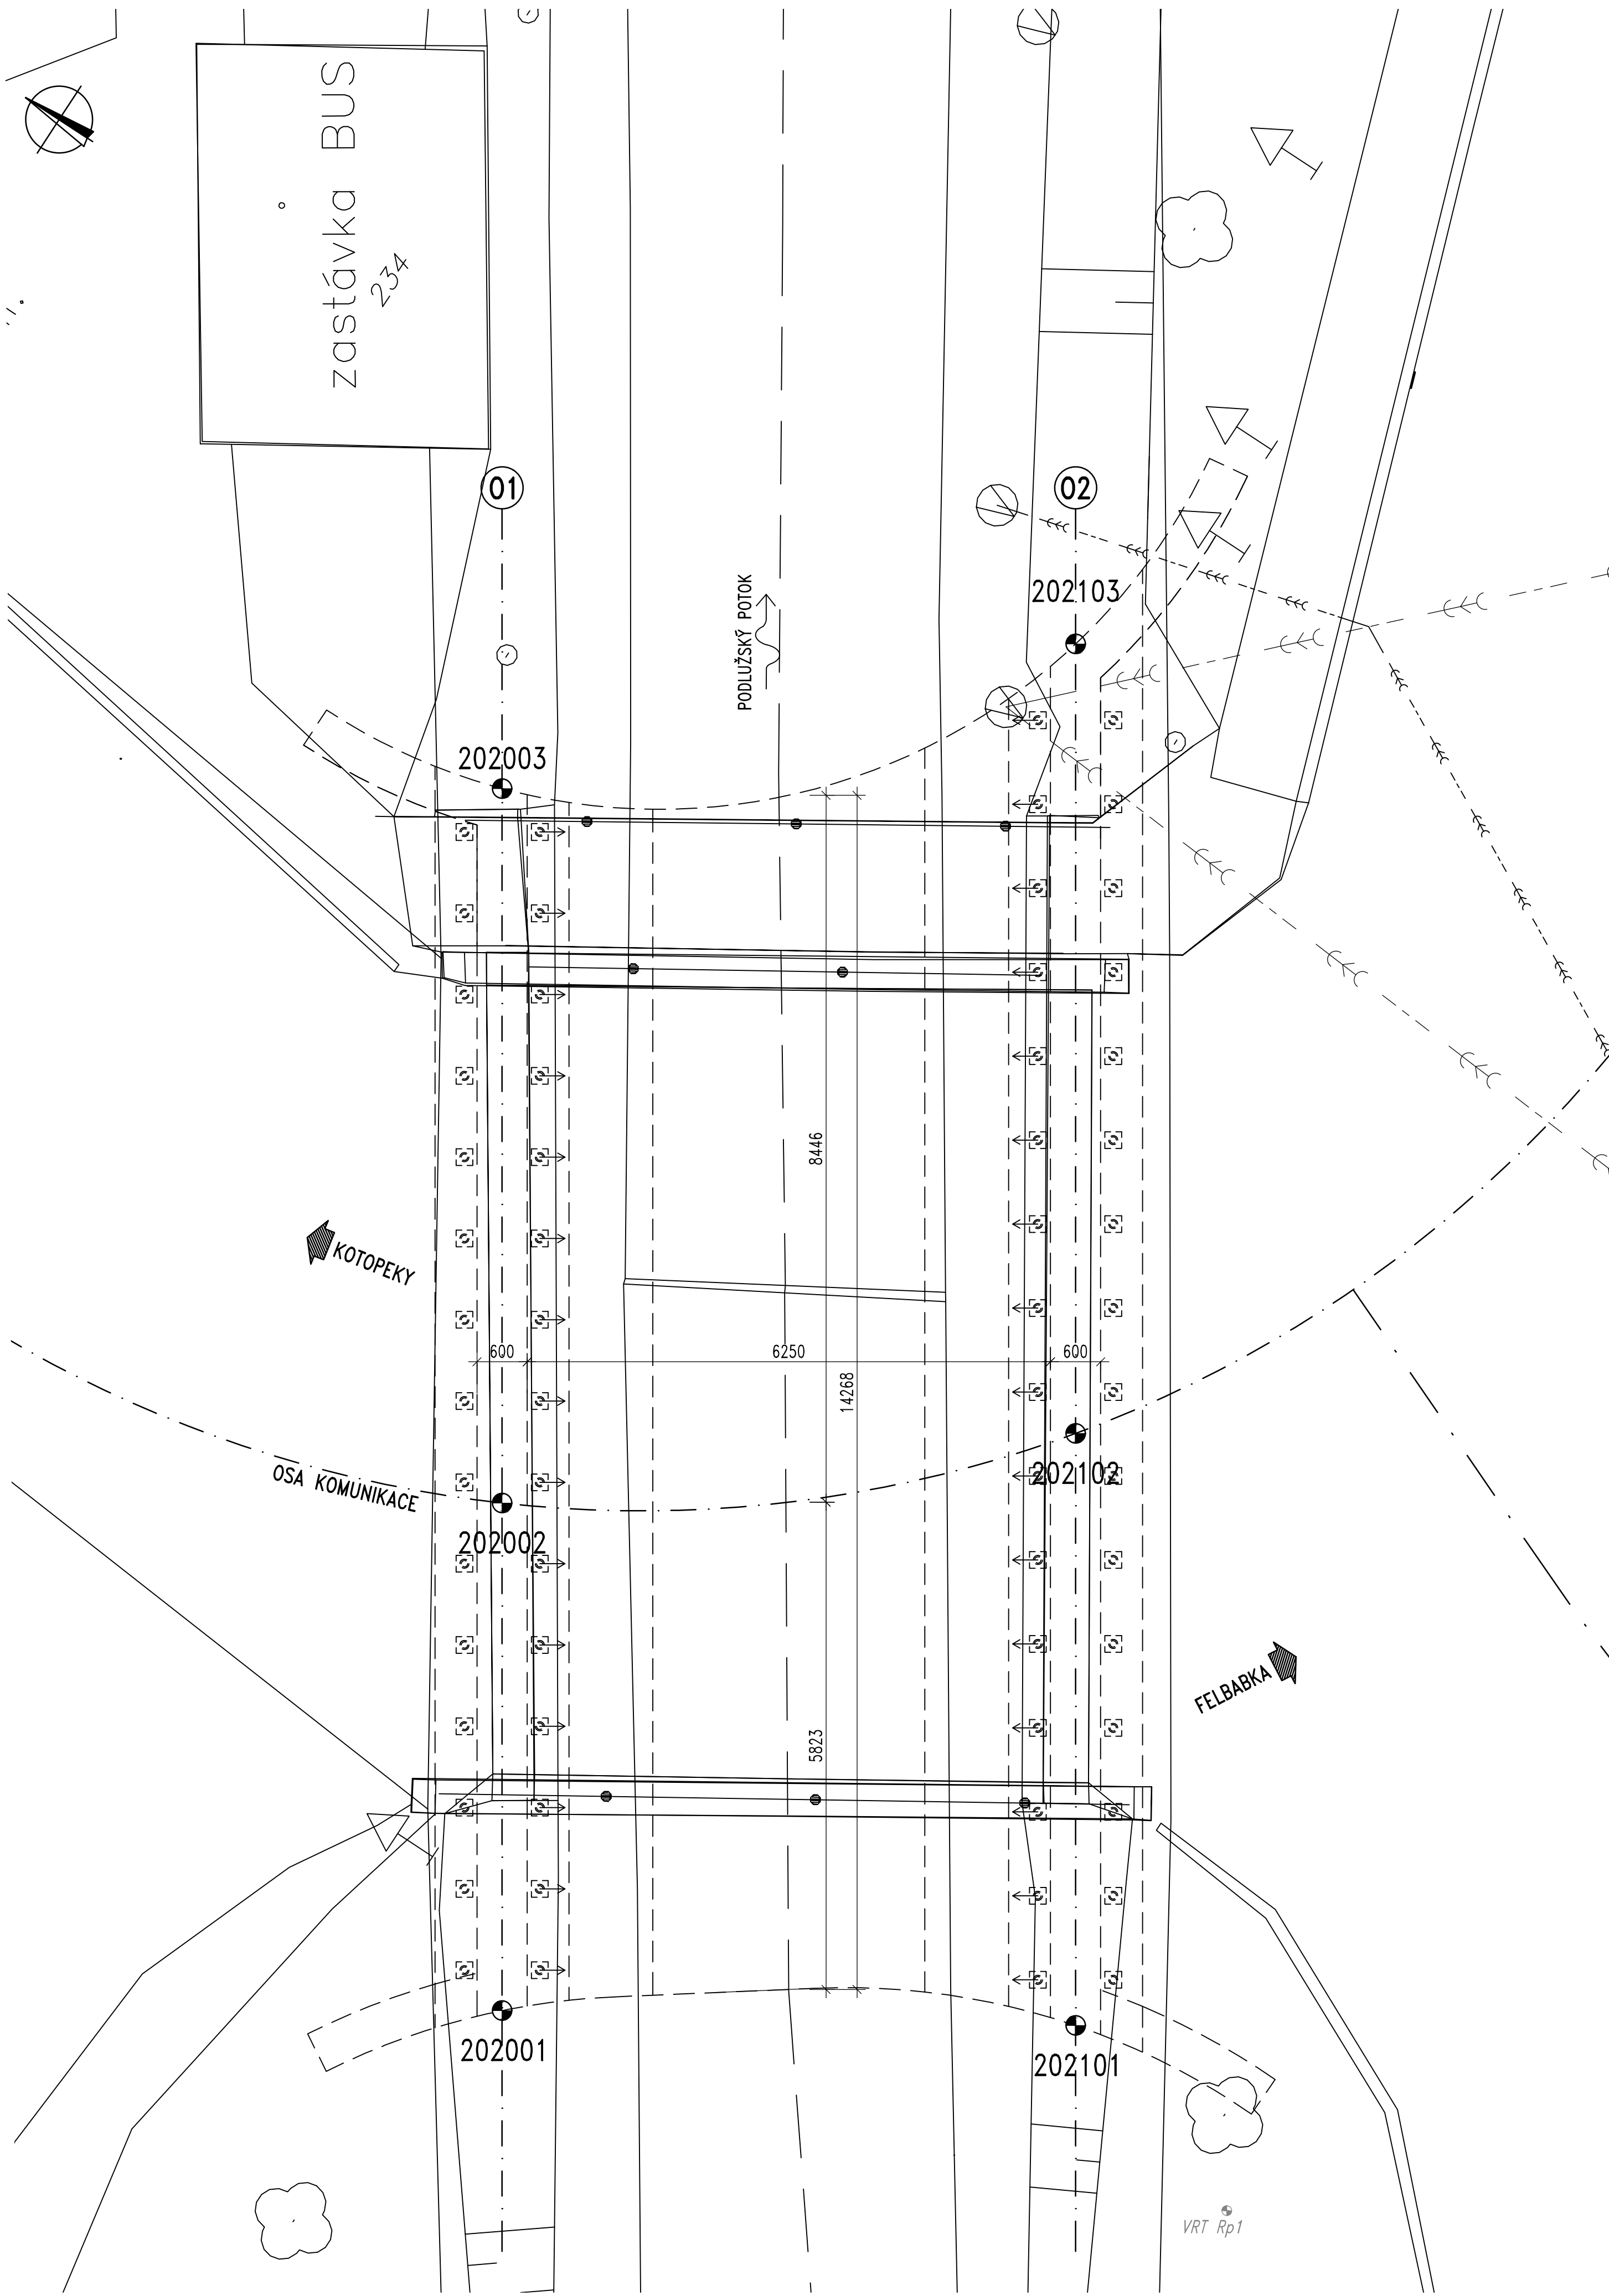 zastávka BUS
234
01
02
202103
PODLUŽSKÝ POTOK
202003
8446
KOTOPEKY
600
6250
600
14268
202102
OSA KOMUNIKACE
202002
FELBABKA
5823
202001
202101
VRT Rp1